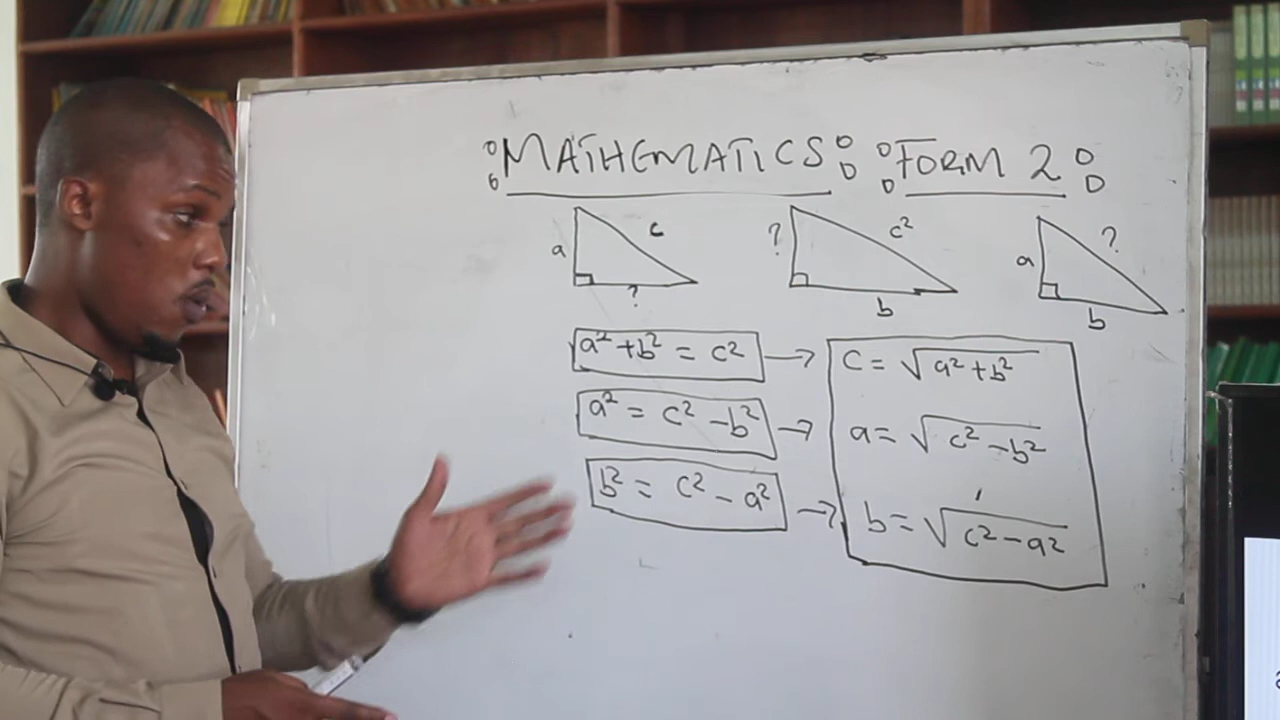 MATHEMATICS FORM 2
a c ?
? c² b
a ? b
a² + b² = c² → c = √(a² + b²)
a² = c² - b² → a = √(c² - b²)
b² = c² - a² → b = √(c² - a²)